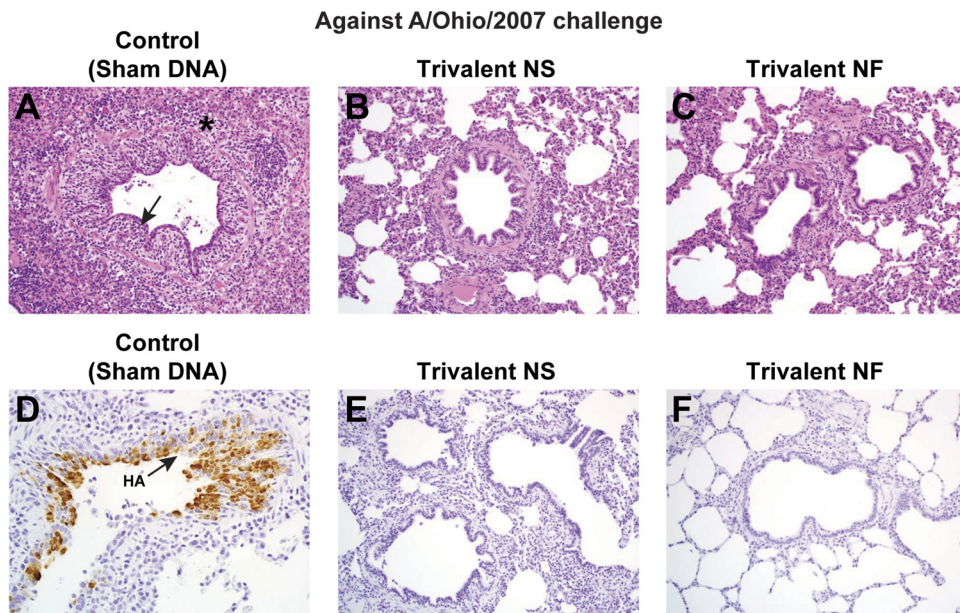 Against A/Ohio/2007 challenge
Control
(Sham DNA)
Trivalent NS
Trivalent NF
A
*
B
C
Control
(Sham DNA)
Trivalent NS
Trivalent NF
D
HA
E
F